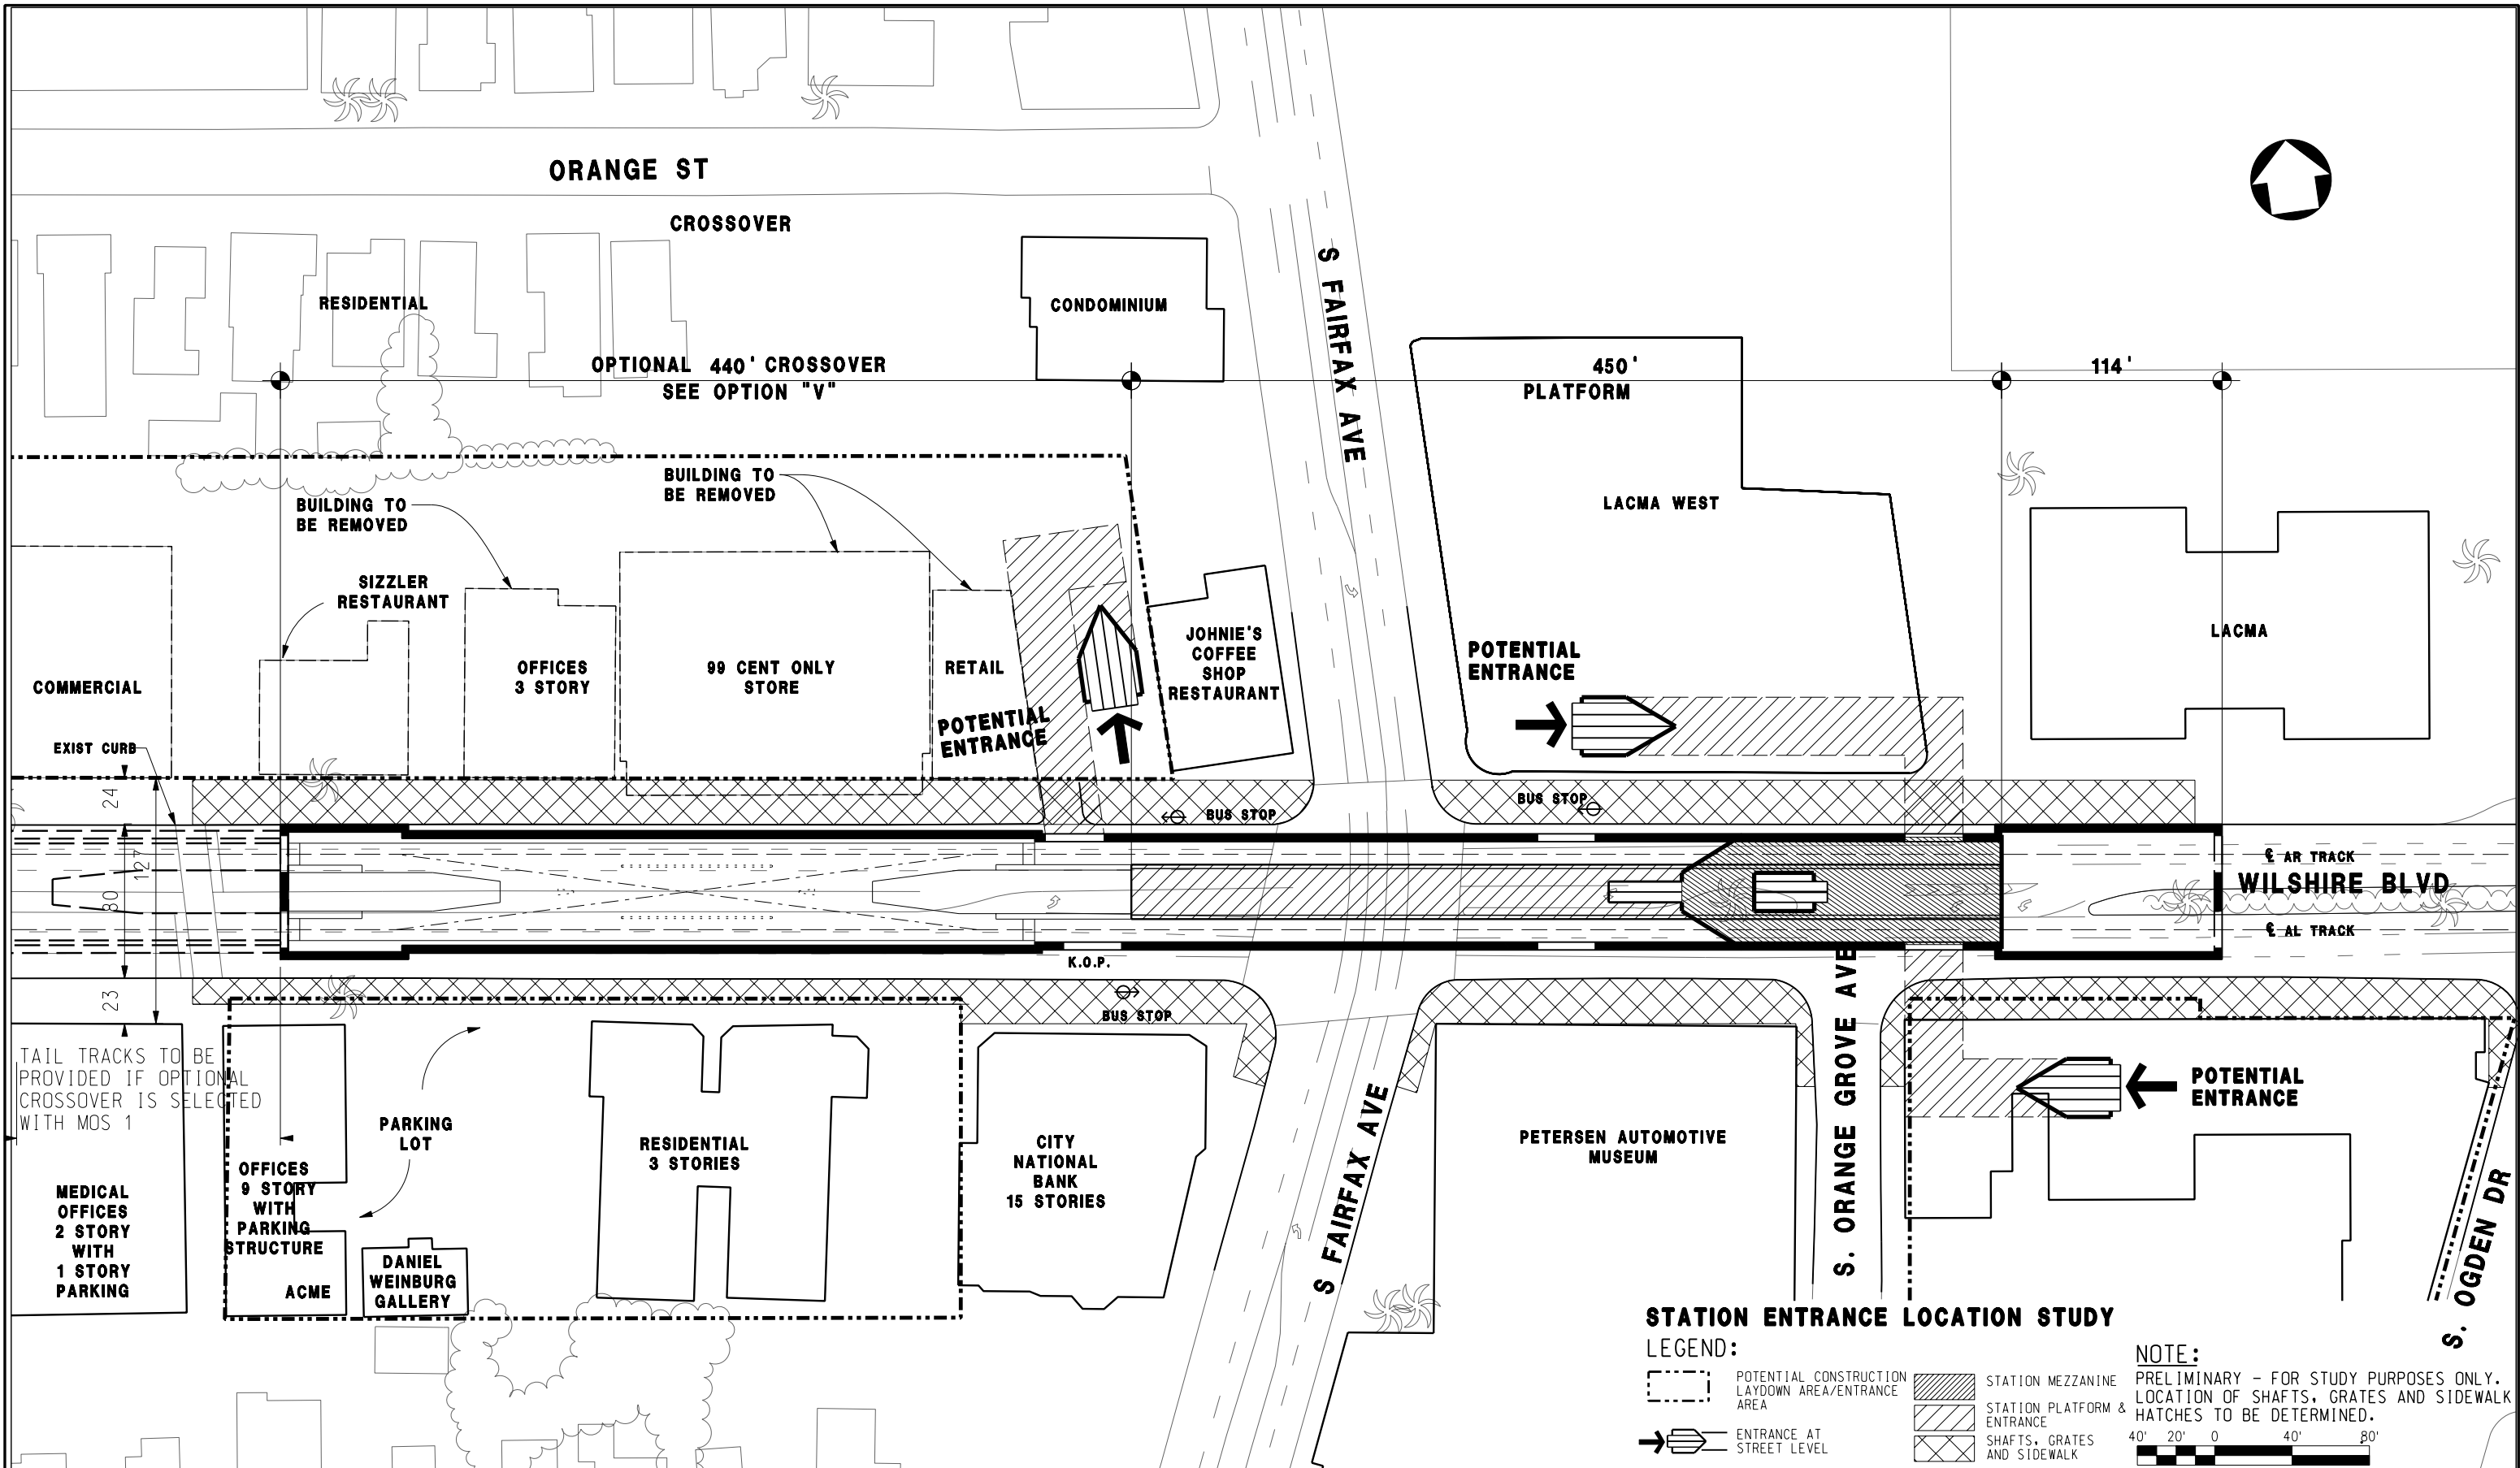 ORANGE ST
CROSSOVER
S FAIRFAX AVE
RESIDENTIAL
CONDOMINIUM
OPTIONAL 440' CROSSOVER
SEE OPTION "V"
450'
PLATFORM
114'
BUILDING TO
BE REMOVED
BUILDING TO
BE REMOVED
LACMA WEST
SIZZLER
RESTAURANT
COMMERCIAL
OFFICES
3 STORY
99 CENT ONLY
STORE
RETAIL
JOHNIE'S
COFFEE
SHOP
RESTAURANT
POTENTIAL
ENTRANCE
POTENTIAL
ENTRANCE
LACMA
EXIST CURB
24
127
80
23
BUS STOP
BUS STOP
℄ AR TRACK
WILSHIRE BLVD
℄ AL TRACK
K.O.P.
BUS STOP
TAIL TRACKS TO BE
PROVIDED IF OPTIONAL
CROSSOVER IS SELECTED
WITH MOS 1
MEDICAL
OFFICES
2 STORY
WITH
1 STORY
PARKING
OFFICES
9 STORY
WITH
PARKING
STRUCTURE
ACME
PARKING
LOT
DANIEL
WEINBURG
GALLERY
RESIDENTIAL
3 STORIES
CITY
NATIONAL
BANK
15 STORIES
S FAIRFAX AVE
PETERSEN AUTOMOTIVE
MUSEUM
S. ORANGE GROVE AVE
POTENTIAL
ENTRANCE
S. OGDEN DR
STATION ENTRANCE LOCATION STUDY
LEGEND:
POTENTIAL CONSTRUCTION
LAYDOWN AREA/ENTRANCE
AREA
ENTRANCE AT
STREET LEVEL
STATION MEZZANINE
STATION PLATFORM &
ENTRANCE
SHAFTS, GRATES
AND SIDEWALK
NOTE:
PRELIMINARY - FOR STUDY PURPOSES ONLY.
LOCATION OF SHAFTS, GRATES AND SIDEWALK
HATCHES TO BE DETERMINED.
40' 20' 0 40' 80'